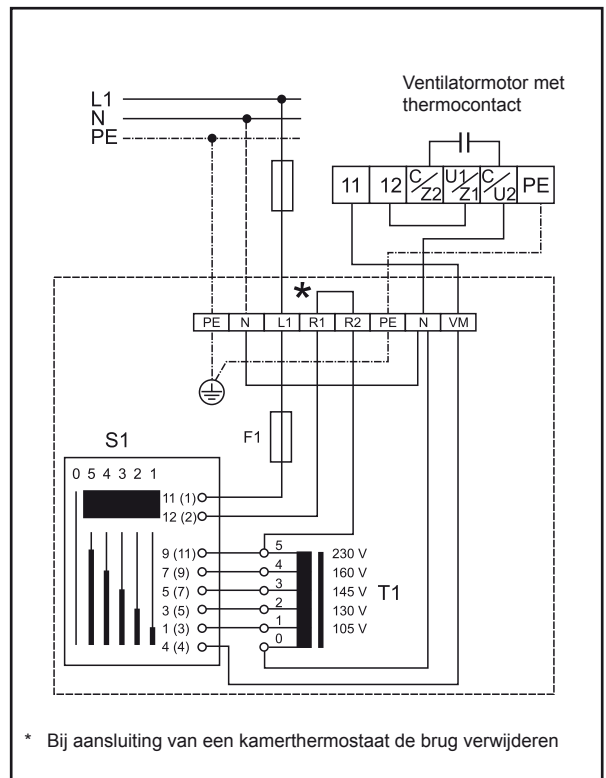 Ventilatormotor met
thermocontact
L1
N
PE
11 12 C/Z2 U1/Z1 C/U2 PE
*
PE N L1 R1 R2 PE N VM
F1
S1
0 5 4 3 2 1
11 (1)
12 (2)
9 (11) 5 230 V
7 (9) 4 160 V
5 (7) 3 145 V T1
3 (5) 2 130 V
1 (3) 1 105 V
4 (4) 0
* Bij aansluiting van een kamerthermostaat de brug verwijderen